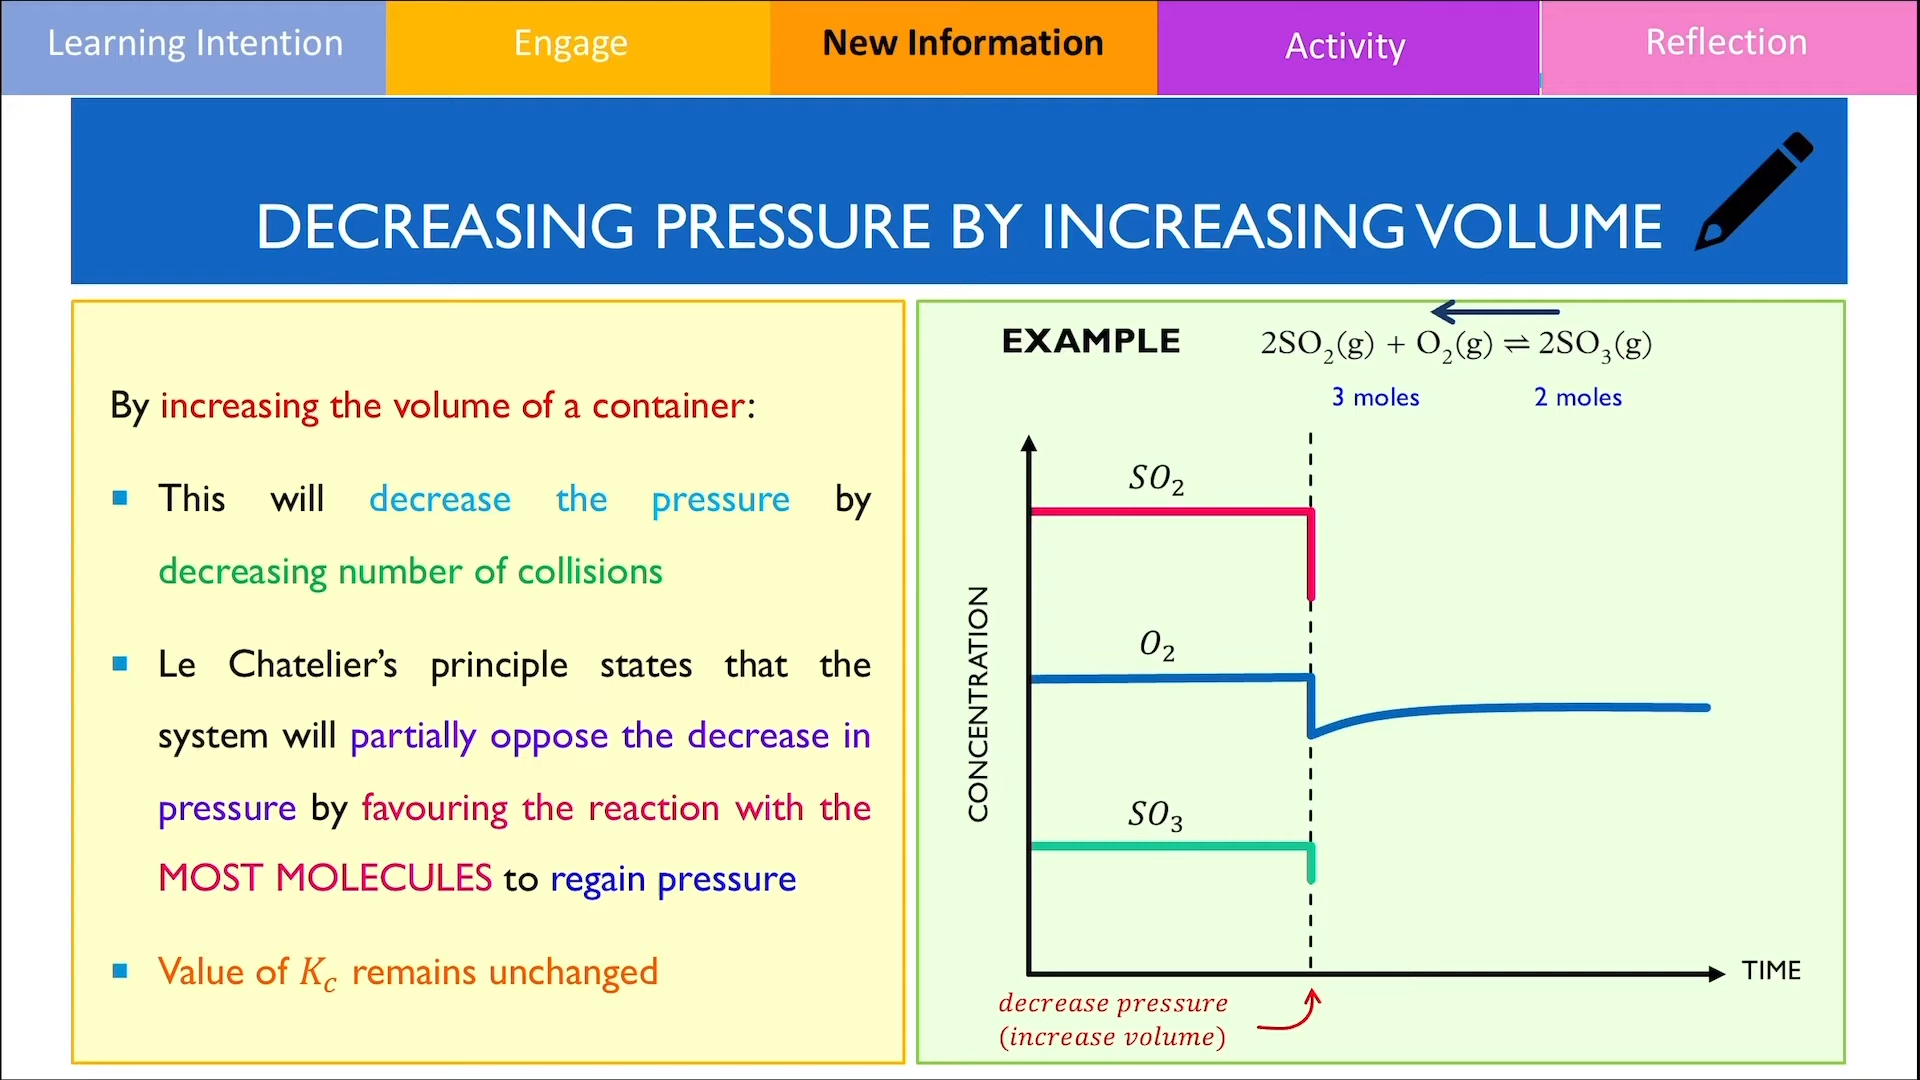 Learning Intention
Engage
New Information
Activity
Reflection
DECREASING PRESSURE BY INCREASING VOLUME
By increasing the volume of a container:
This will decrease the pressure by
decreasing number of collisions
Le Chatelier’s principle states that the
system will partially oppose the decrease in
pressure by favouring the reaction with the
MOST MOLECULES to regain pressure
Value of K𝑐 remains unchanged
EXAMPLE
2SO₂(g) + O₂(g) ⇌ 2SO₃(g)
3 moles
2 moles
SO₂
O₂
SO₃
CONCENTRATION
TIME
decrease pressure
(increase volume)